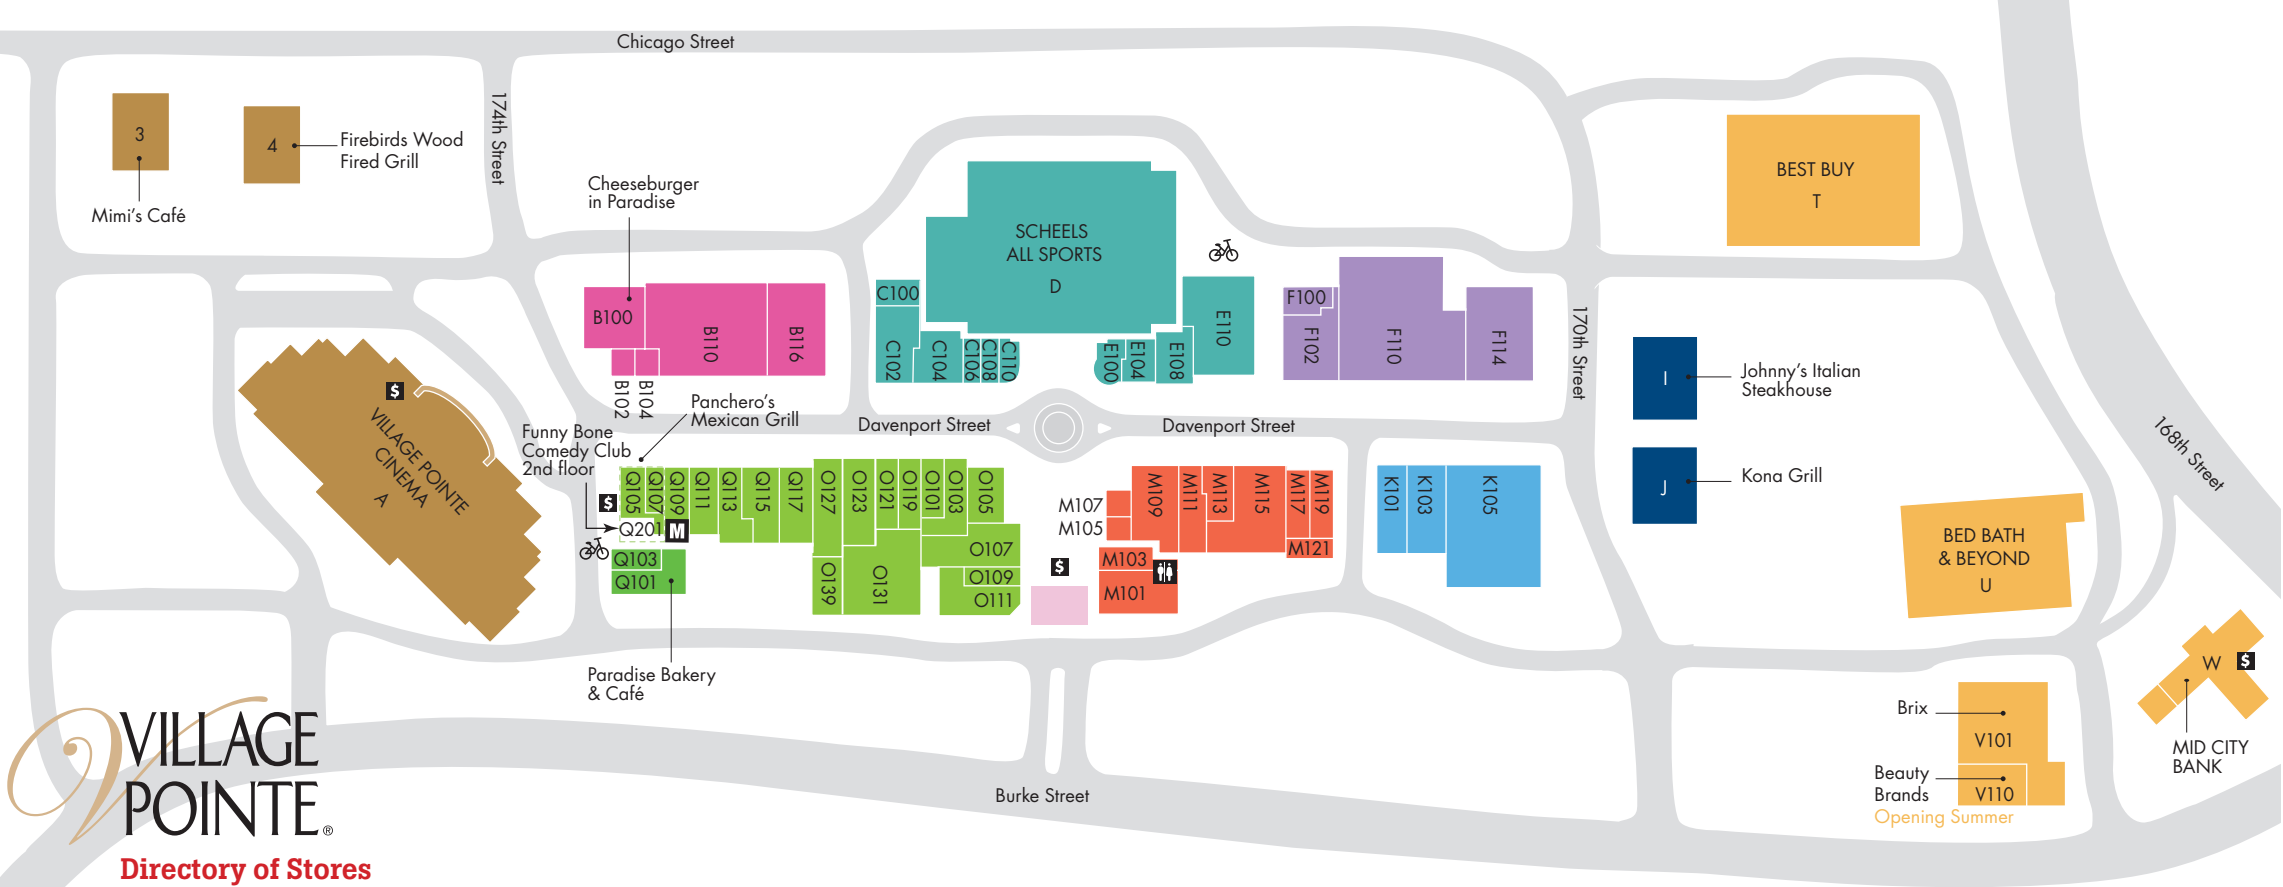 Chicago Street
174th Street
3
4
Firebirds Wood
Fired Grill
Mimi's Café
Cheeseburger
in Paradise
BEST BUY
T
SCHEELS
ALL SPORTS
D
B100
B110
B116
B102
B104
C100
C102
C104
C106
C108
C110
E100
E104
E108
E110
F100
F102
F110
F114
170th Street
I
Johnny's Italian
Steakhouse
J
Kona Grill
168th Street
$
VILLAGE POINTE
CINEMA
A
Panchero's
Mexican Grill
Funny Bone
Comedy Club
2nd floor
Davenport Street
Davenport Street
$
Q105
Q107
Q109
Q111
Q113
Q115
Q117
Q201
M
Q103
Q101
O127
O123
O121
O119
O101
O103
O105
O107
O109
O111
O139
O131
$
M107
M105
M109
M111
M113
M115
M117
M119
M121
M103
M101
K101
K103
K105
BED BATH
& BEYOND
U
Paradise Bakery
& Café
W
$
MID CITY
BANK
Brix
V101
Beauty
Brands
V110
Opening Summer
Burke Street
VILLAGE
POINTE®
Directory of Stores